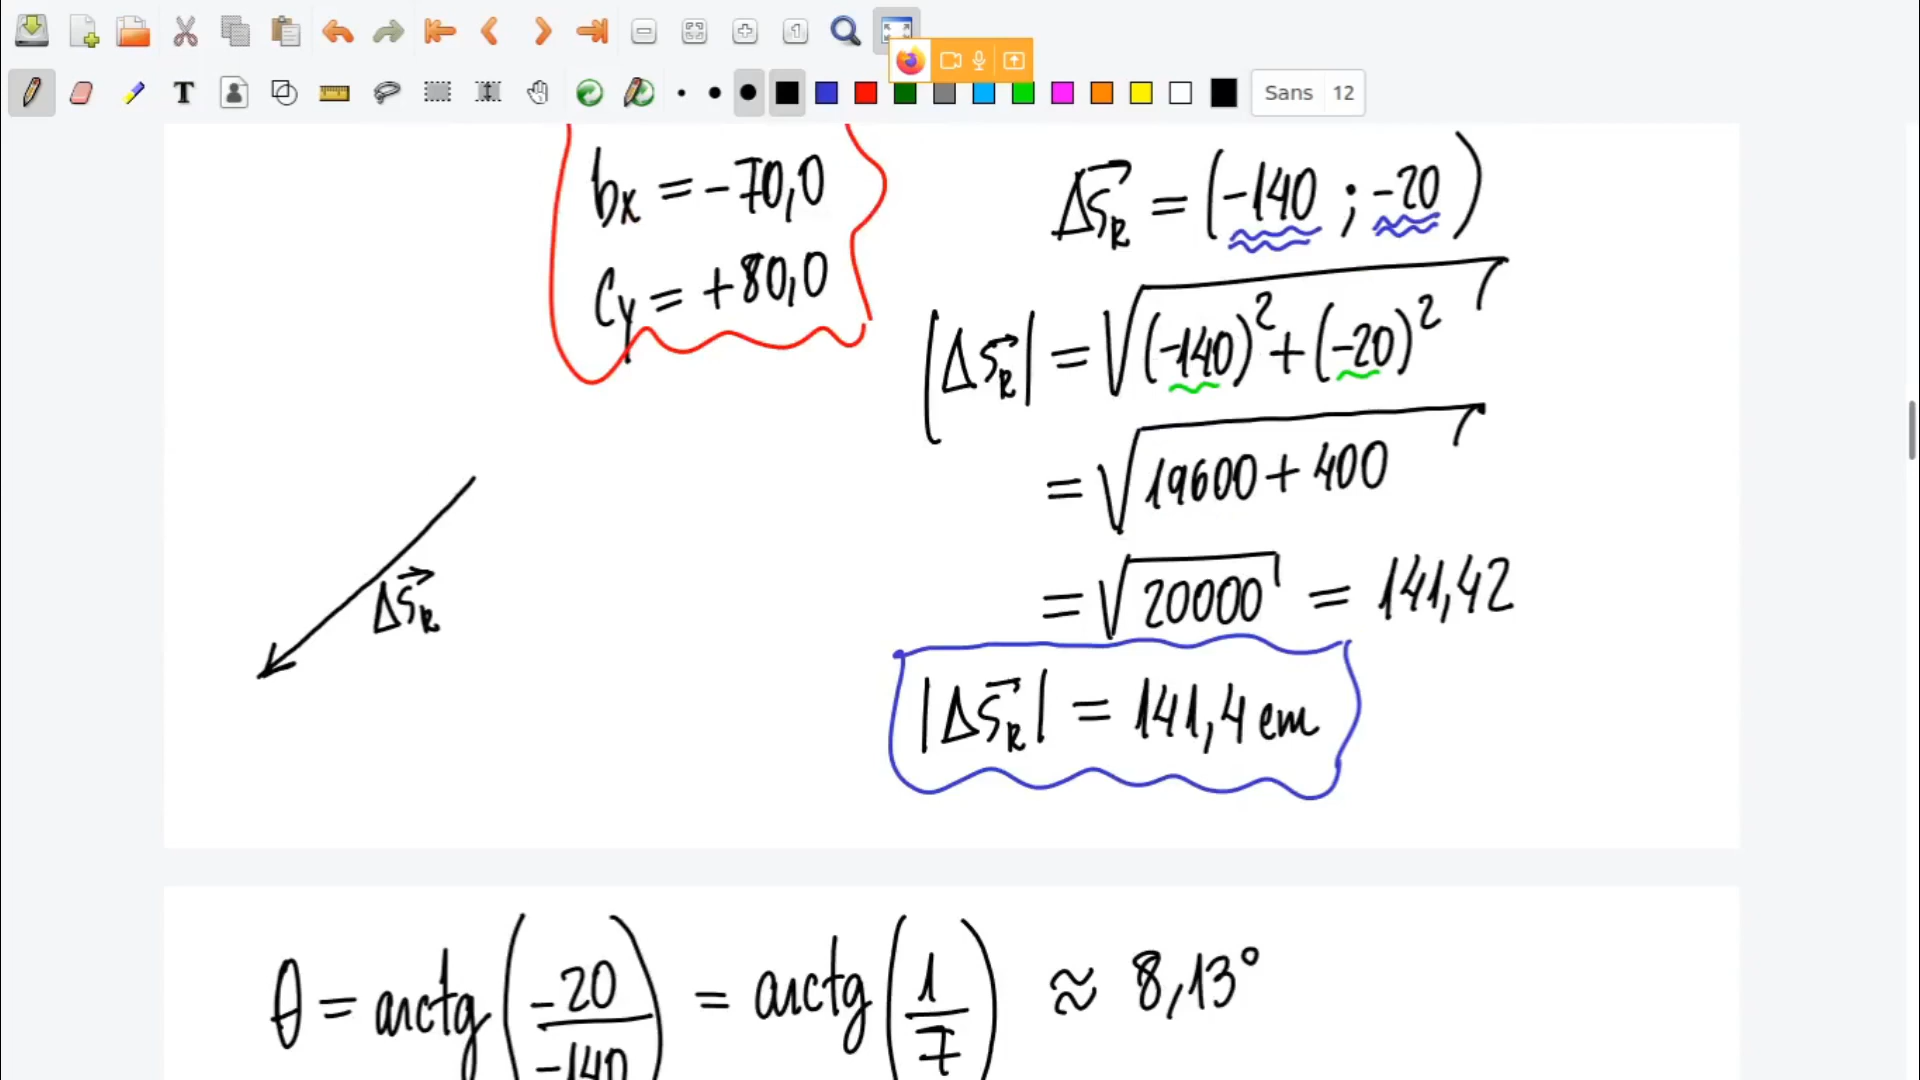 T
1
Sans 12
bx = -70,0
Cy = +80,0
ΔS⃗R = (-140 ; -20)
|ΔS⃗R| = √(-140)² + (-20)²
= √19600 + 400
= √20000 = 141,42
|ΔS⃗R| = 141,4 cm
ΔS⃗R
θ = arctg (-20/-140) = arctg (1/7) ≈ 8,13°